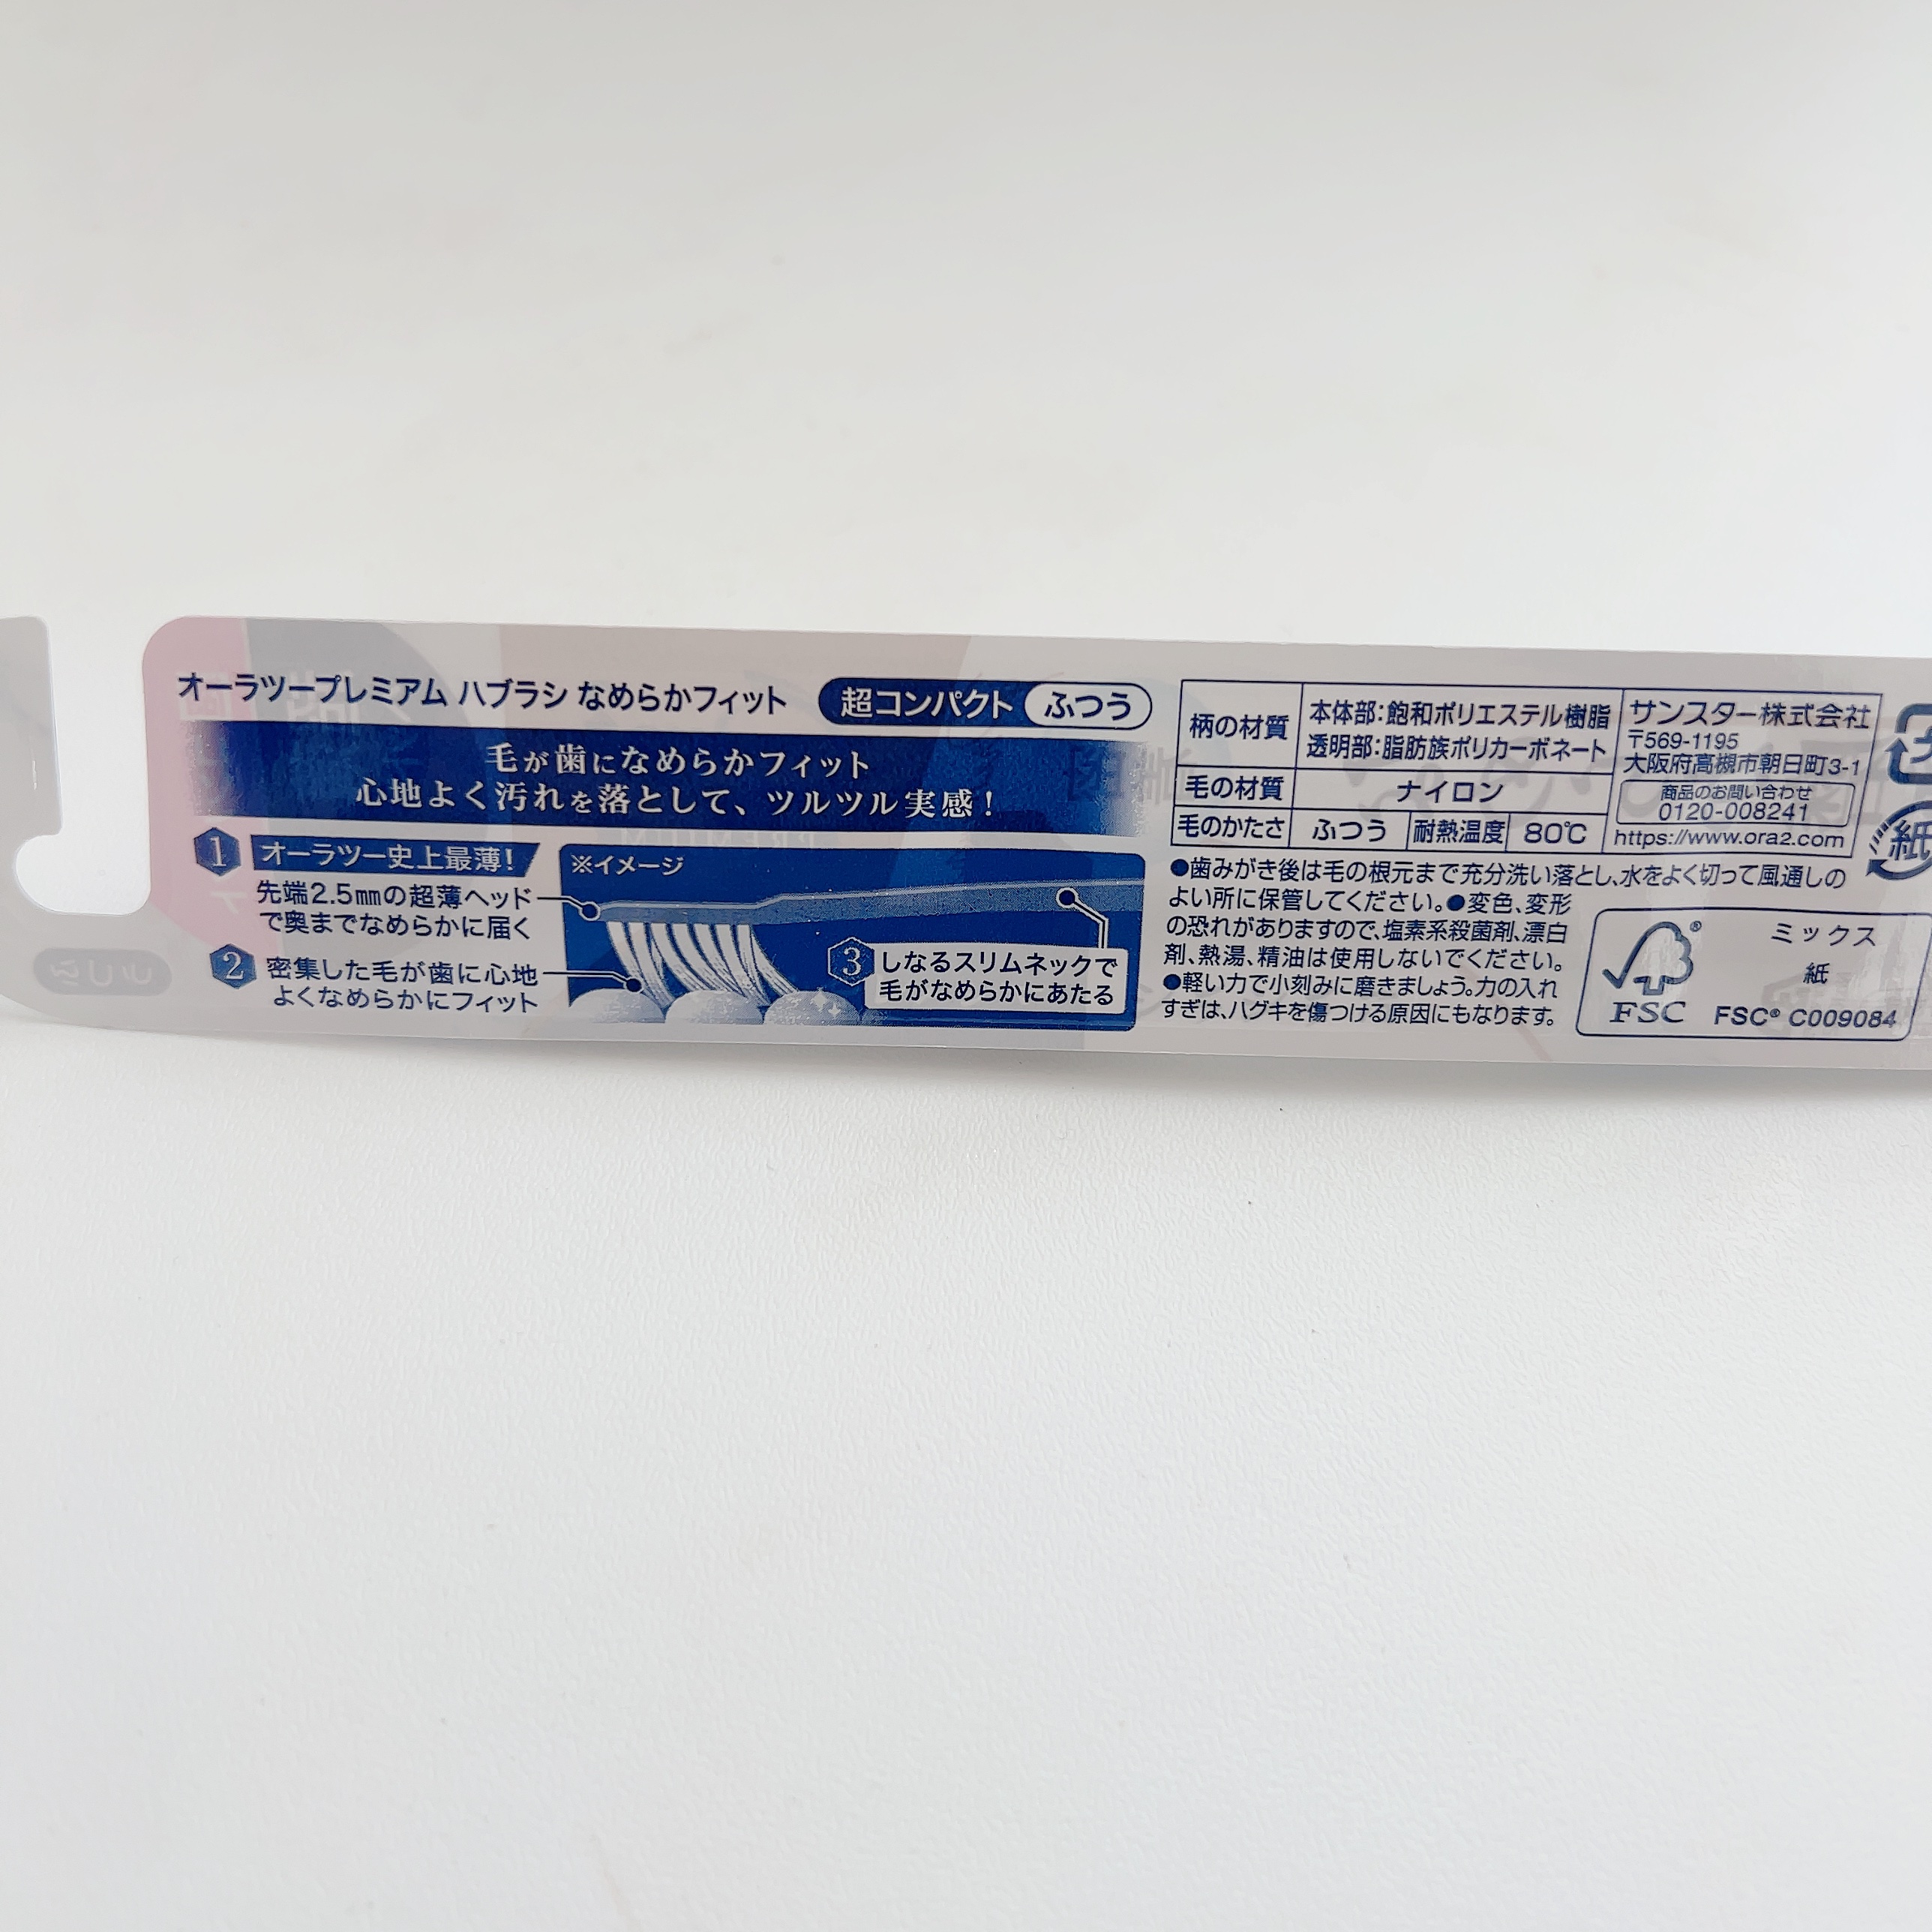 オーラツープレミアム ハブラシ なめらかフィット 超コンパクト ふつう
毛が歯になめらかフィット
心地よく汚れを落として、ツルツル実感!
1 オーラツー史上最薄!
先端2.5㎜の超薄ヘッド
で奥までなめらかに届く
2 密集した毛が歯に心地
よくなめらかにフィット
※イメージ
3 しなるスリムネックで
毛がなめらかにあたる
柄の材質 本体部:飽和ポリエステル樹脂
透明部:脂肪族ポリカーボネート
毛の材質 ナイロン
毛のかたさ ふつう 耐熱温度 80℃
サンスター株式会社
〒569-1195
大阪府高槻市朝日町3-1
商品のお問い合わせ
0120-008241
https://www.ora2.com
●歯みがき後は毛の根元まで充分洗い落とし、水をよく切って風通しの
よい所に保管してください。●変色、変形
の恐れがありますので、塩素系殺菌剤、漂白
剤、熱湯、精油は使用しないでください。
●軽い力で小刻みに磨きましょう。力の入れ
すぎは、ハグキを傷つける原因にもなります。
紙
FSC®
ミックス
紙
FSC® C009084